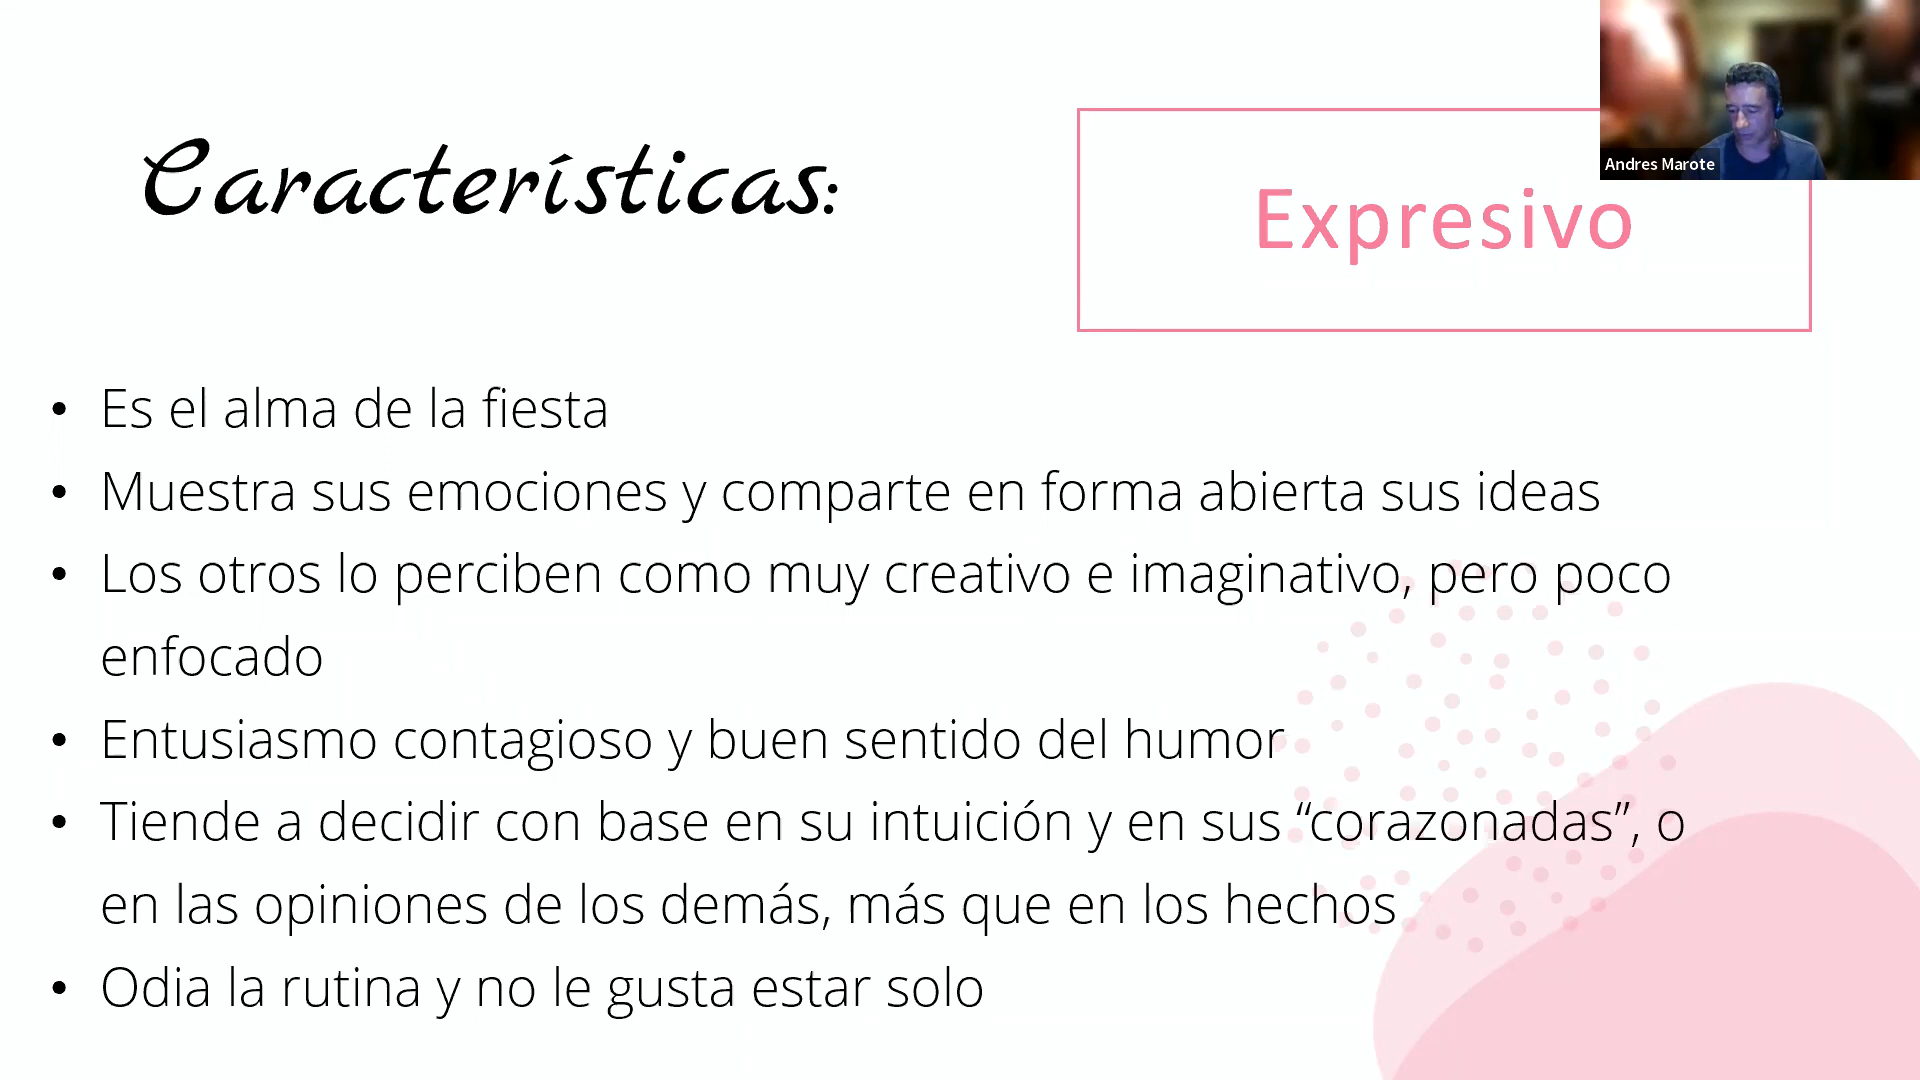 Características:
Expresivo
Andres Marote
• Es el alma de la fiesta
• Muestra sus emociones y comparte en forma abierta sus ideas
• Los otros lo perciben como muy creativo e imaginativo, pero poco
enfocado
• Entusiasmo contagioso y buen sentido del humor
• Tiende a decidir con base en su intuición y en sus “corazonadas”, o
en las opiniones de los demás, más que en los hechos
• Odia la rutina y no le gusta estar solo